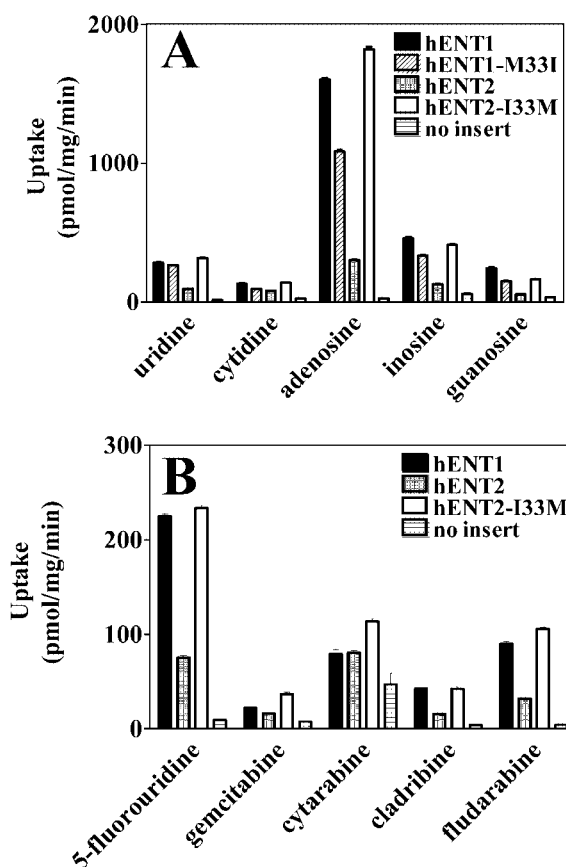 A
hENT1
hENT1-M33I
hENT2
hENT2-I33M
no insert
Uptake
(pmol/mg/min)
2000
1000
0
uridine
cytidine
adenosine
inosine
guanosine
B
hENT1
hENT2
hENT2-I33M
no insert
Uptake
(pmol/mg/min)
300
200
100
0
5-fluorouridine
gemcitabine
cytarabine
cladribine
fludarabine